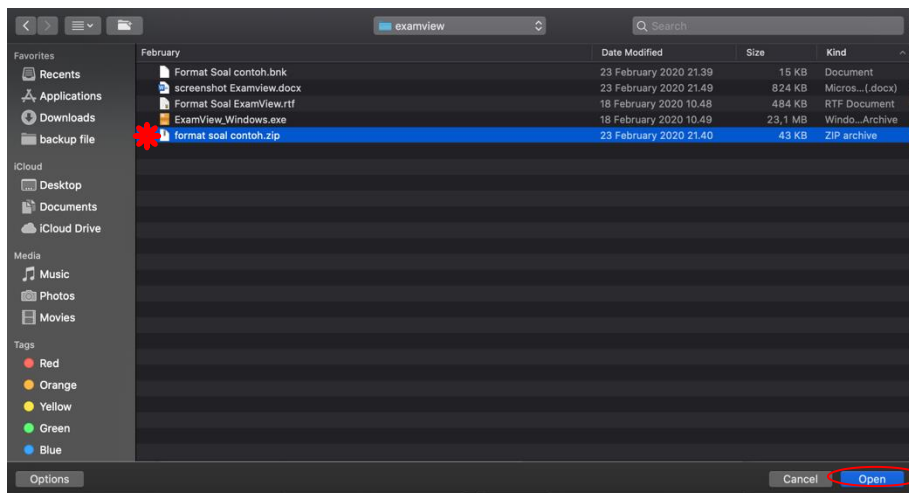 examview
Search
Favorites
Recents
Applications
Downloads
backup file
iCloud
Desktop
Documents
iCloud Drive
Media
Music
Photos
Movies
Tags
Red
Orange
Yellow
Green
Blue
February Date Modified Size Kind
Format Soal contoh.bnk 23 February 2020 21.39 15 KB Document
screenshot Examview.docx 23 February 2020 21.49 824 KB Micros...(.docx)
Format Soal ExamView.rtf 18 February 2020 10.48 484 KB RTF Document
ExamView_Windows.exe 18 February 2020 10.49 23,1 MB Windo...Archive
format soal contoh.zip 23 February 2020 21.40 43 KB ZIP archive
Options Cancel Open